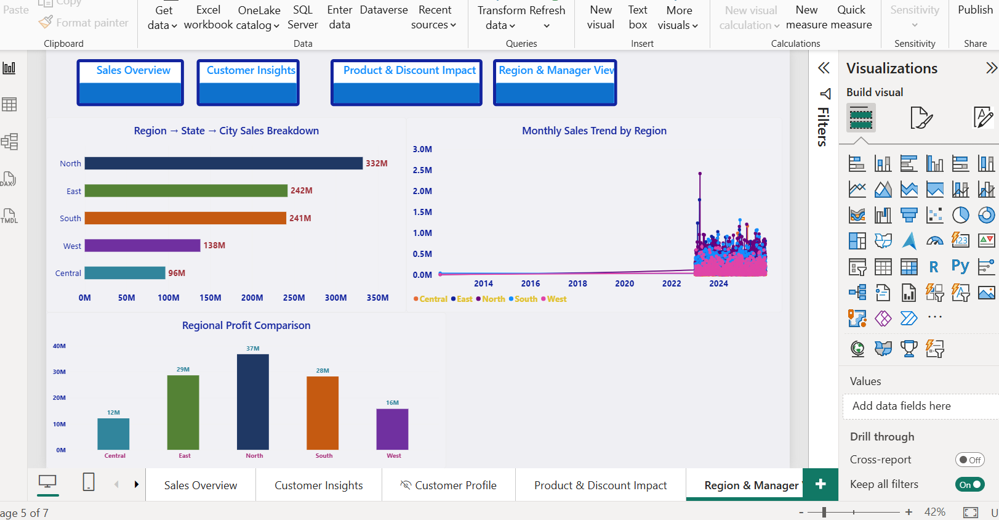 Paste
Copy
Format painter
Clipboard
Get data
Excel workbook
OneLake catalog
SQL Server
Enter data
Dataverse
Recent sources
Data
Transform data
Refresh
Queries
New visual
Text box
More visuals
Insert
New visual calculation
New measure
Quick measure
Calculations
Sensitivity
Sensitivity
Publish
Share
DAX
TMDL
Sales Overview
Customer Insights
Product & Discount Impact
Region & Manager View
Region → State → City Sales Breakdown
North 332M
East 242M
South 241M
West 138M
Central 96M
0M 50M 100M 150M 200M 250M 300M 350M
Monthly Sales Trend by Region
3.0M
2.5M
2.0M
1.5M
1.0M
0.5M
0.0M
2014 2016 2018 2020 2022 2024
Central East North South West
Regional Profit Comparison
40M
30M
20M
10M
0M
12M 29M 37M 28M 16M
Central East North South West
Filters
Visualizations
Build visual
123
R
Py
Values
Add data fields here
Drill through
Cross-report
Off
Keep all filters
On
Sales Overview
Customer Insights
Customer Profile
Product & Discount Impact
Region & Manager
age 5 of 7
- + 42%
U